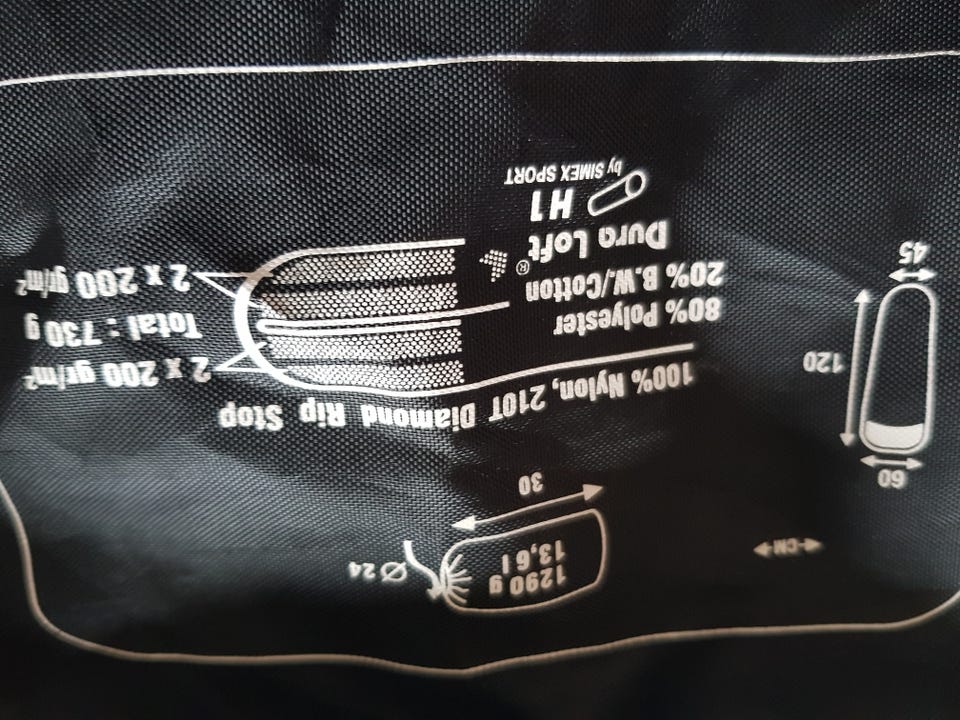 1290 g
13,6 l
Ø 24
30
←CM→
60
120
45
100% Nylon, 210T Diamond Rip Stop
80% Polyester
20% B.W./Cotton
Dura Loft®
H1
by SIMEX SPORT
2 x 200 gr/m²
Total : 730 g
2 x 200 gr/m²